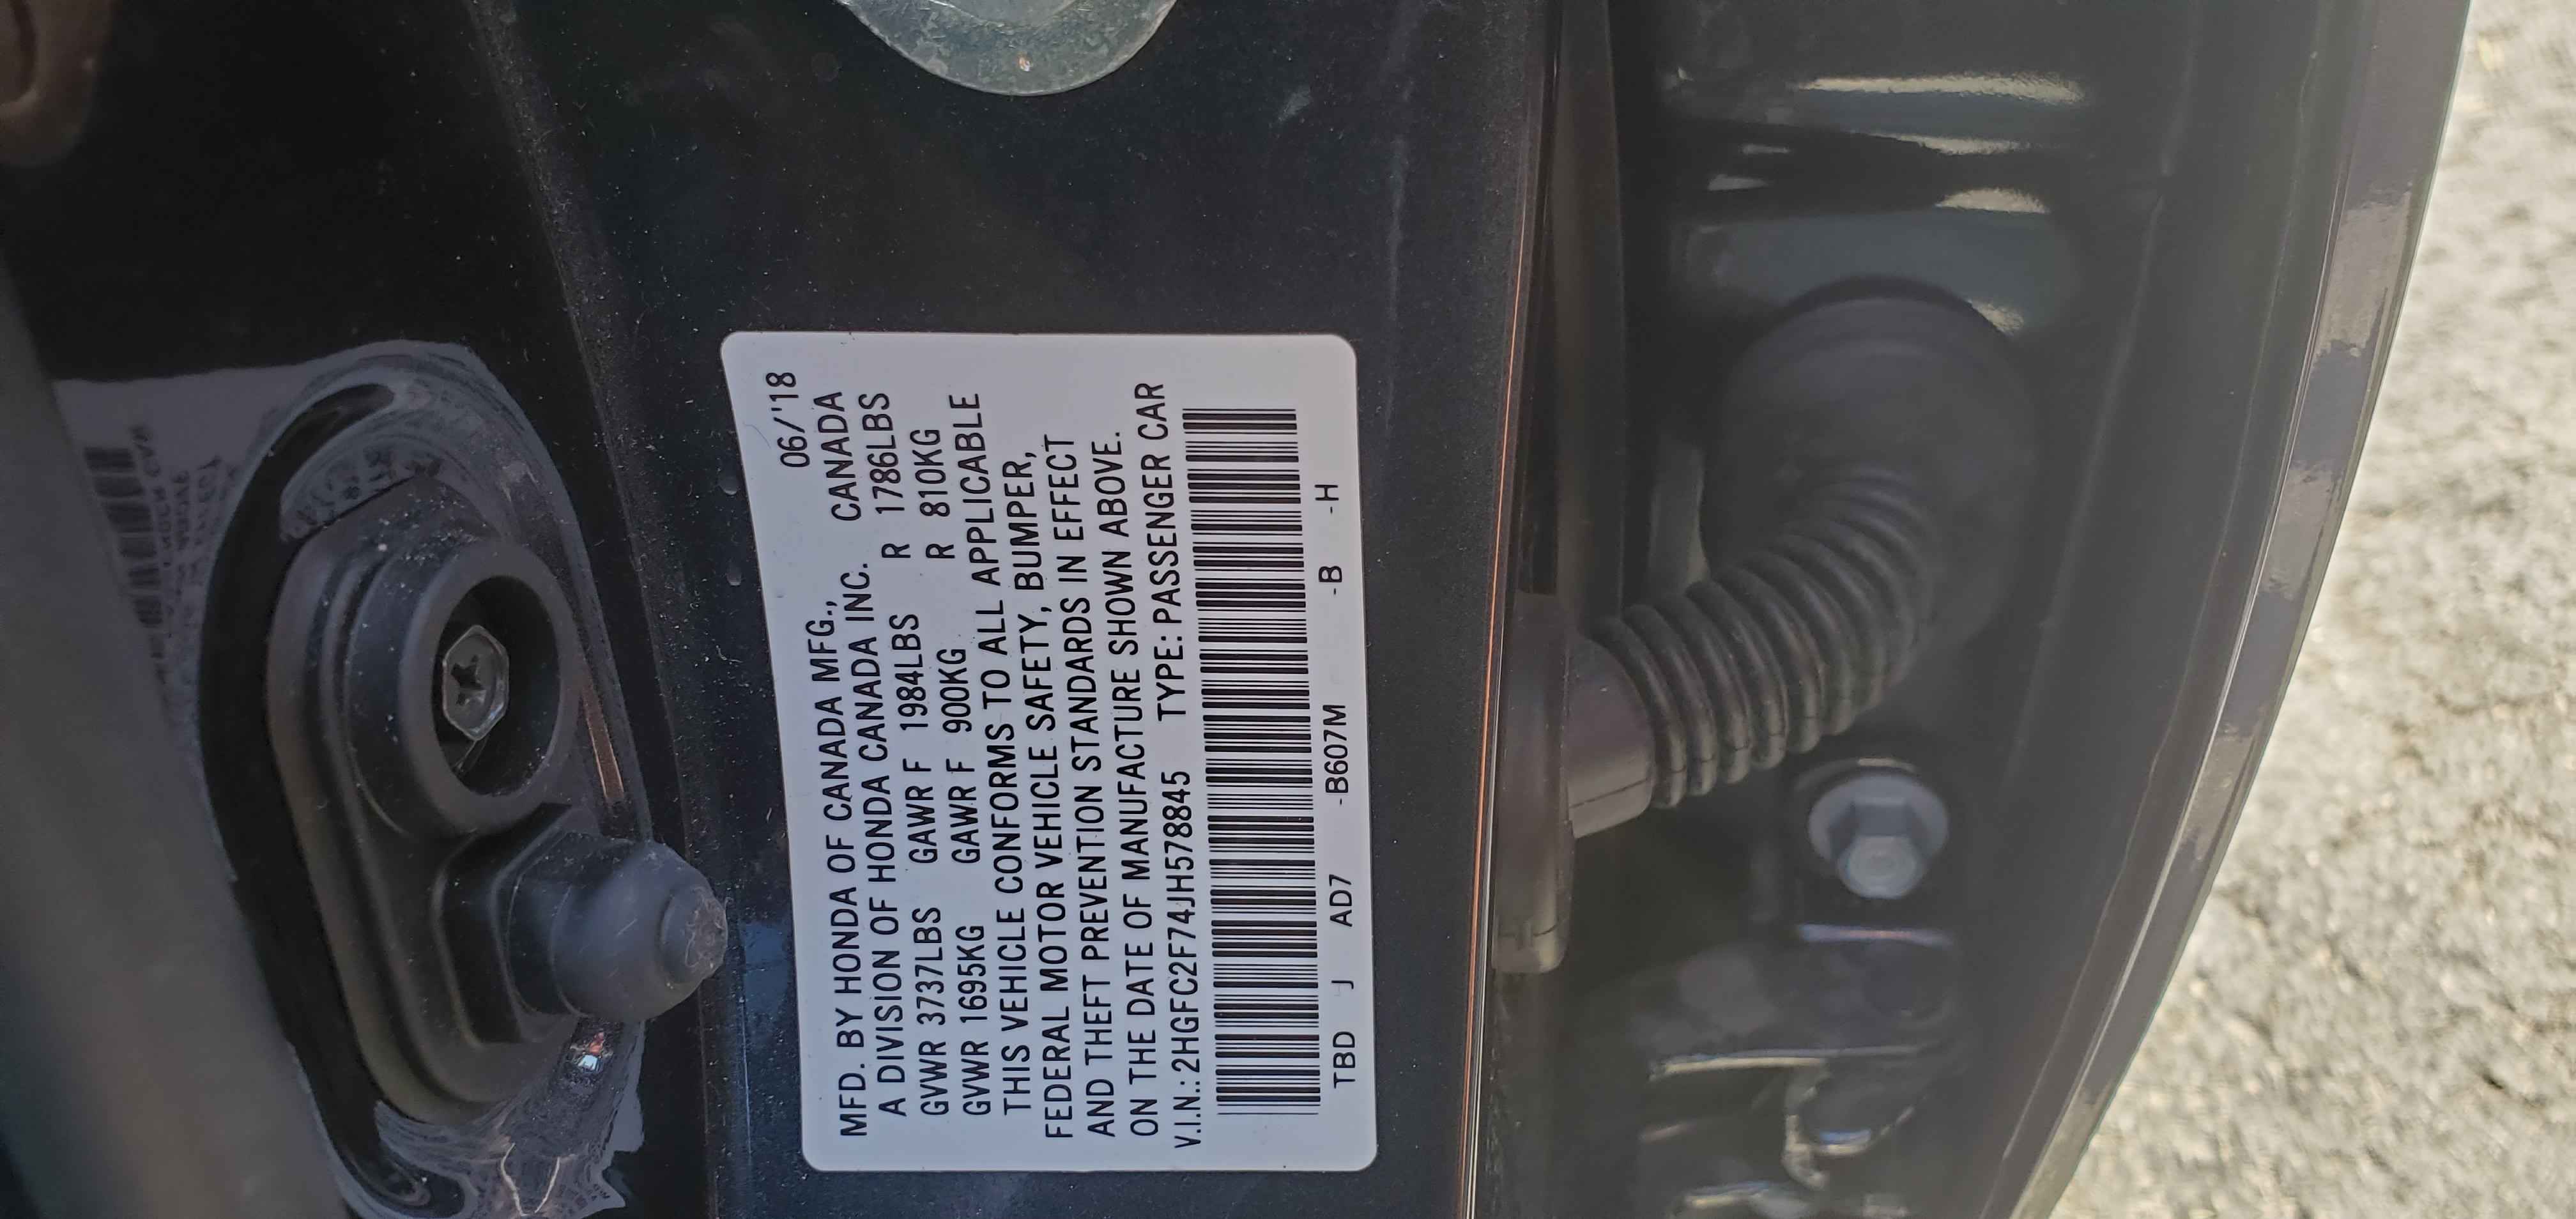 06/'18
MFD. BY HONDA OF CANADA MFG., CANADA
A DIVISION OF HONDA CANADA INC.
GVWR 3737LBS GAWR F 1984LBS R 1786LBS
GVWR 1695KG GAWR F 900KG R 810KG
THIS VEHICLE CONFORMS TO ALL APPLICABLE
FEDERAL MOTOR VEHICLE SAFETY, BUMPER,
AND THEFT PREVENTION STANDARDS IN EFFECT
ON THE DATE OF MANUFACTURE SHOWN ABOVE.
V.I.N.: 2HGFC2F74JH578845 TYPE: PASSENGER CAR
TBD J AD7 -B607M -B -H